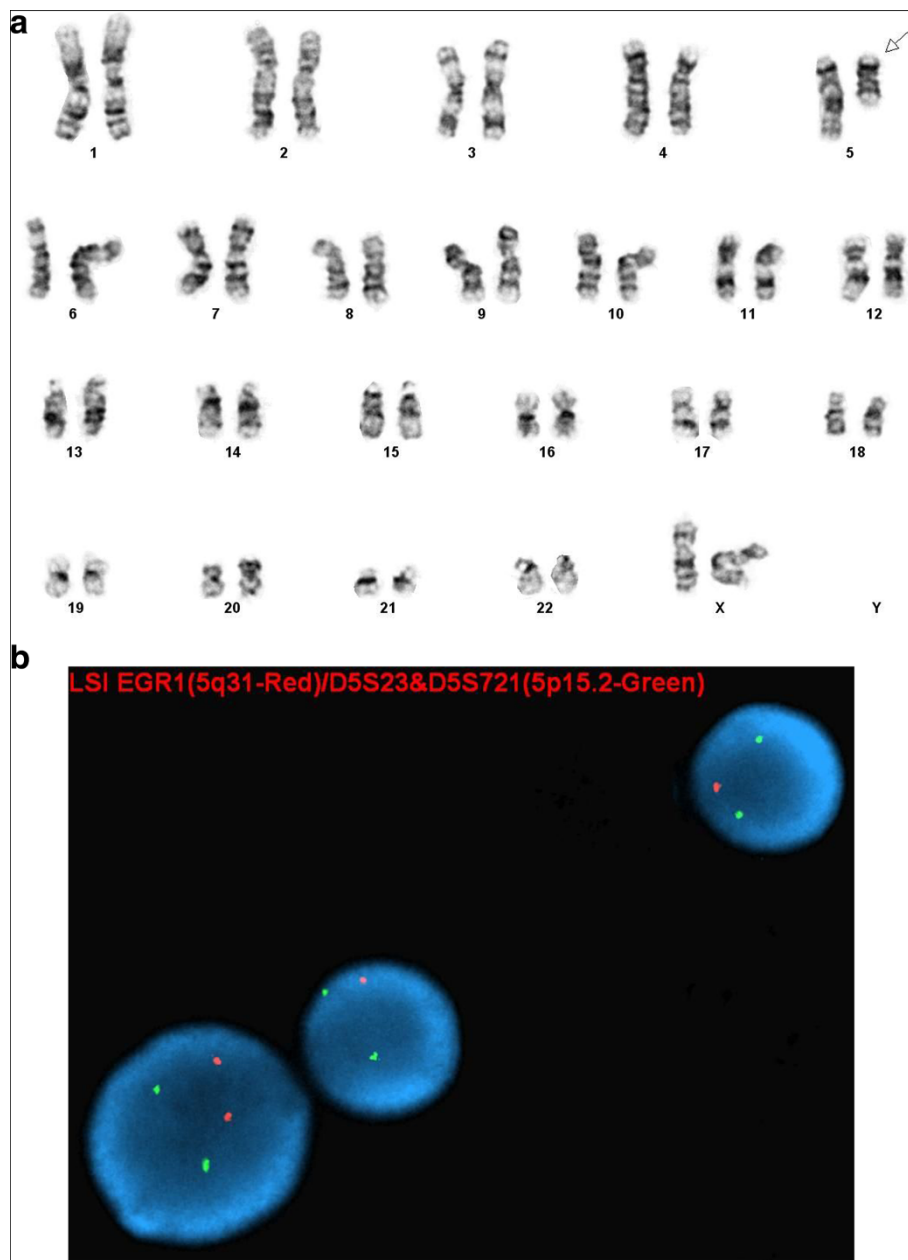 a
1 2 3 4 5
6 7 8 9 10 11 12
13 14 15 16 17 18
19 20 21 22 X Y
b
LSI EGR1(5q31-Red)/D5S23&D5S721(5p15.2-Green)